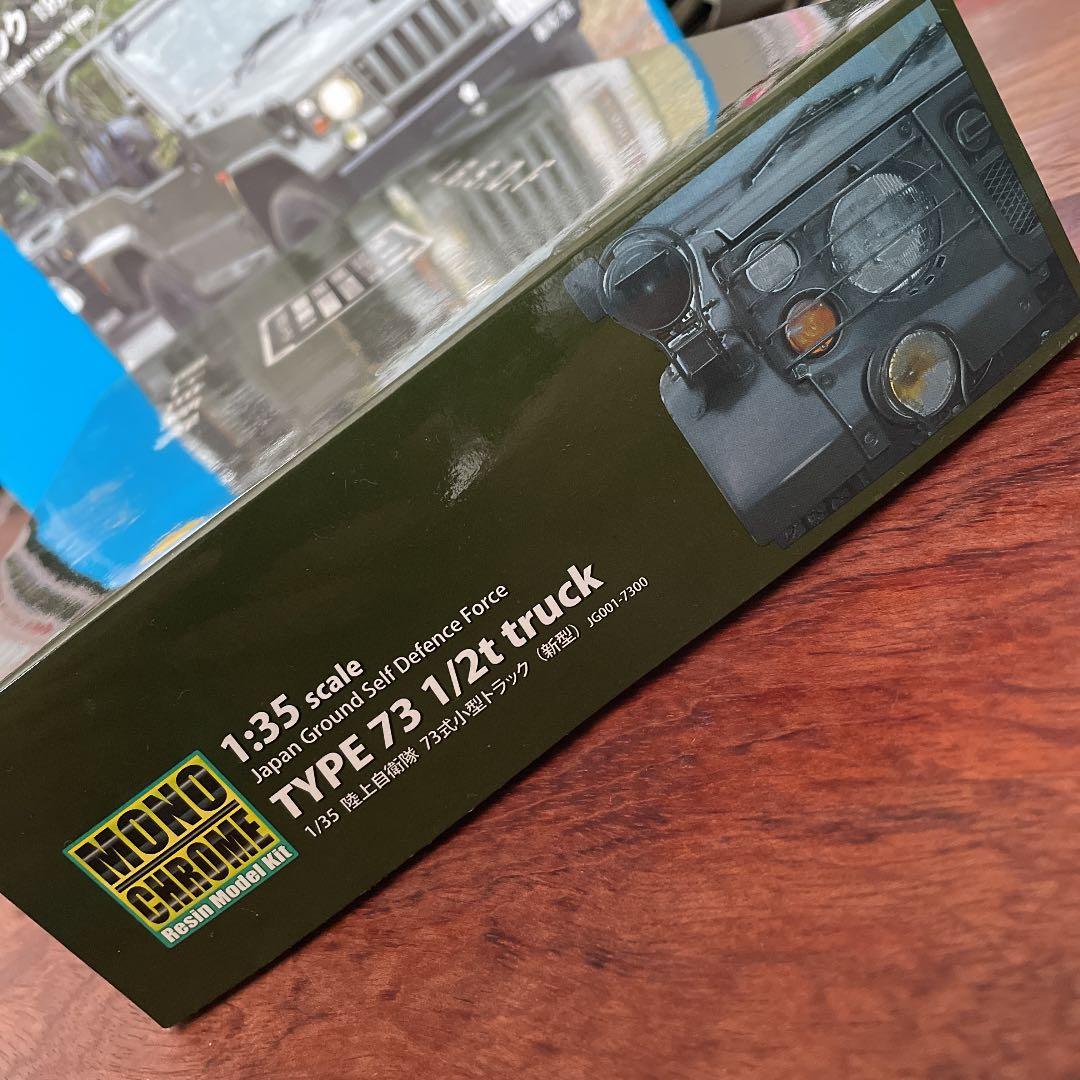 1:35 scale
Japan Ground Self Defence Force
TYPE 73 1/2t truck
1/35 陸上自衛隊 73式小型トラック（新型） JG001-7300
MONO
CHROME
Resin Model Kit